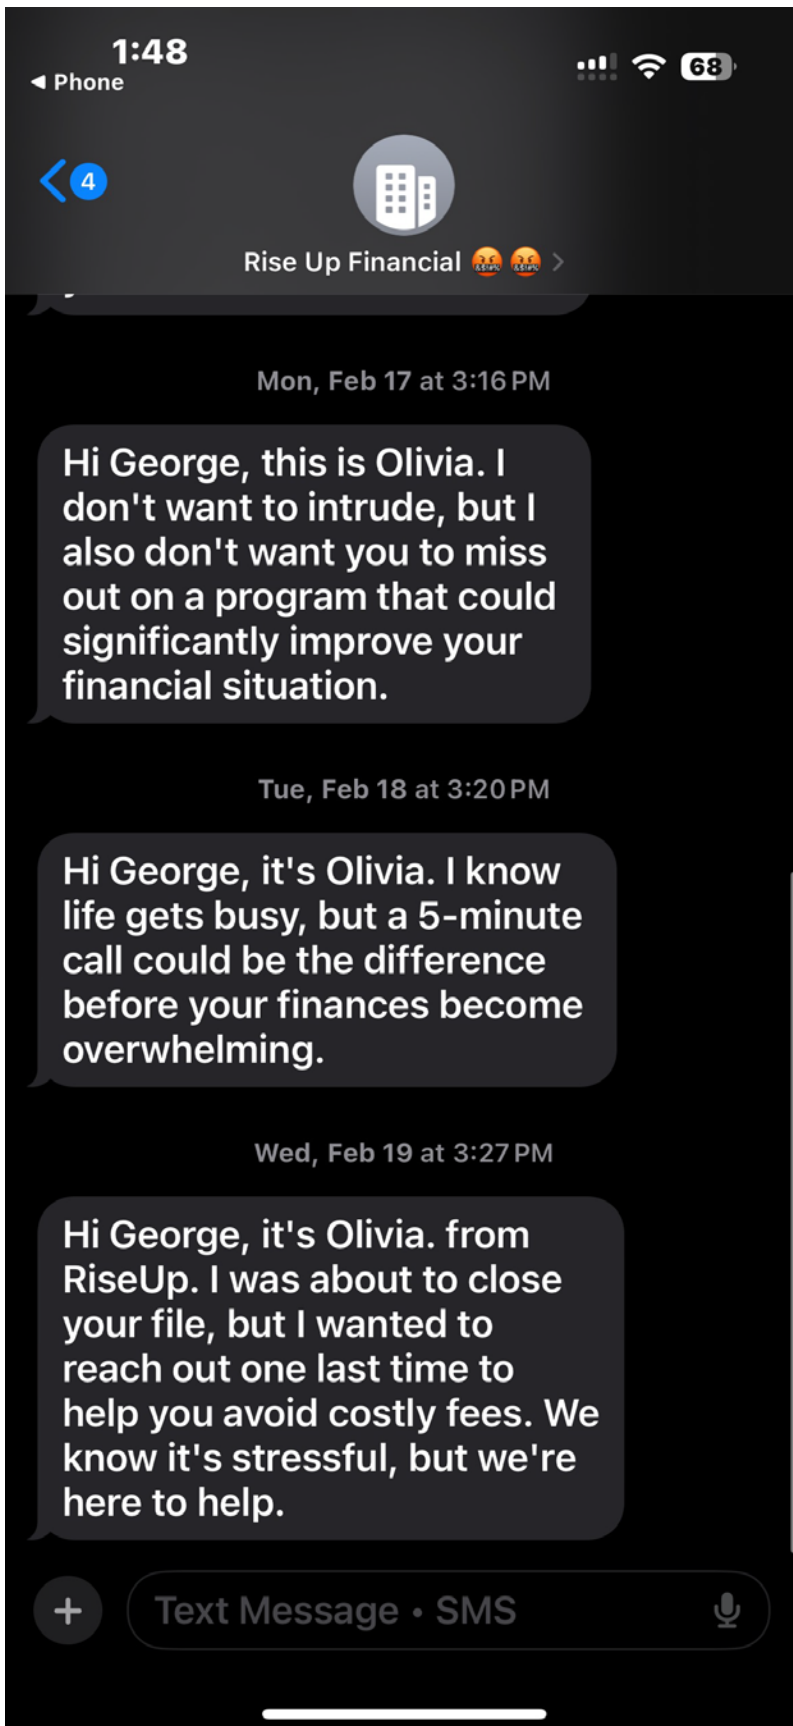 1:48
◀ Phone
68
4
Rise Up Financial 🤬🤬
Mon, Feb 17 at 3:16 PM
Hi George, this is Olivia. I
don't want to intrude, but I
also don't want you to miss
out on a program that could
significantly improve your
financial situation.
Tue, Feb 18 at 3:20 PM
Hi George, it's Olivia. I know
life gets busy, but a 5-minute
call could be the difference
before your finances become
overwhelming.
Wed, Feb 19 at 3:27 PM
Hi George, it's Olivia. from
RiseUp. I was about to close
your file, but I wanted to
reach out one last time to
help you avoid costly fees. We
know it's stressful, but we're
here to help.
Text Message • SMS